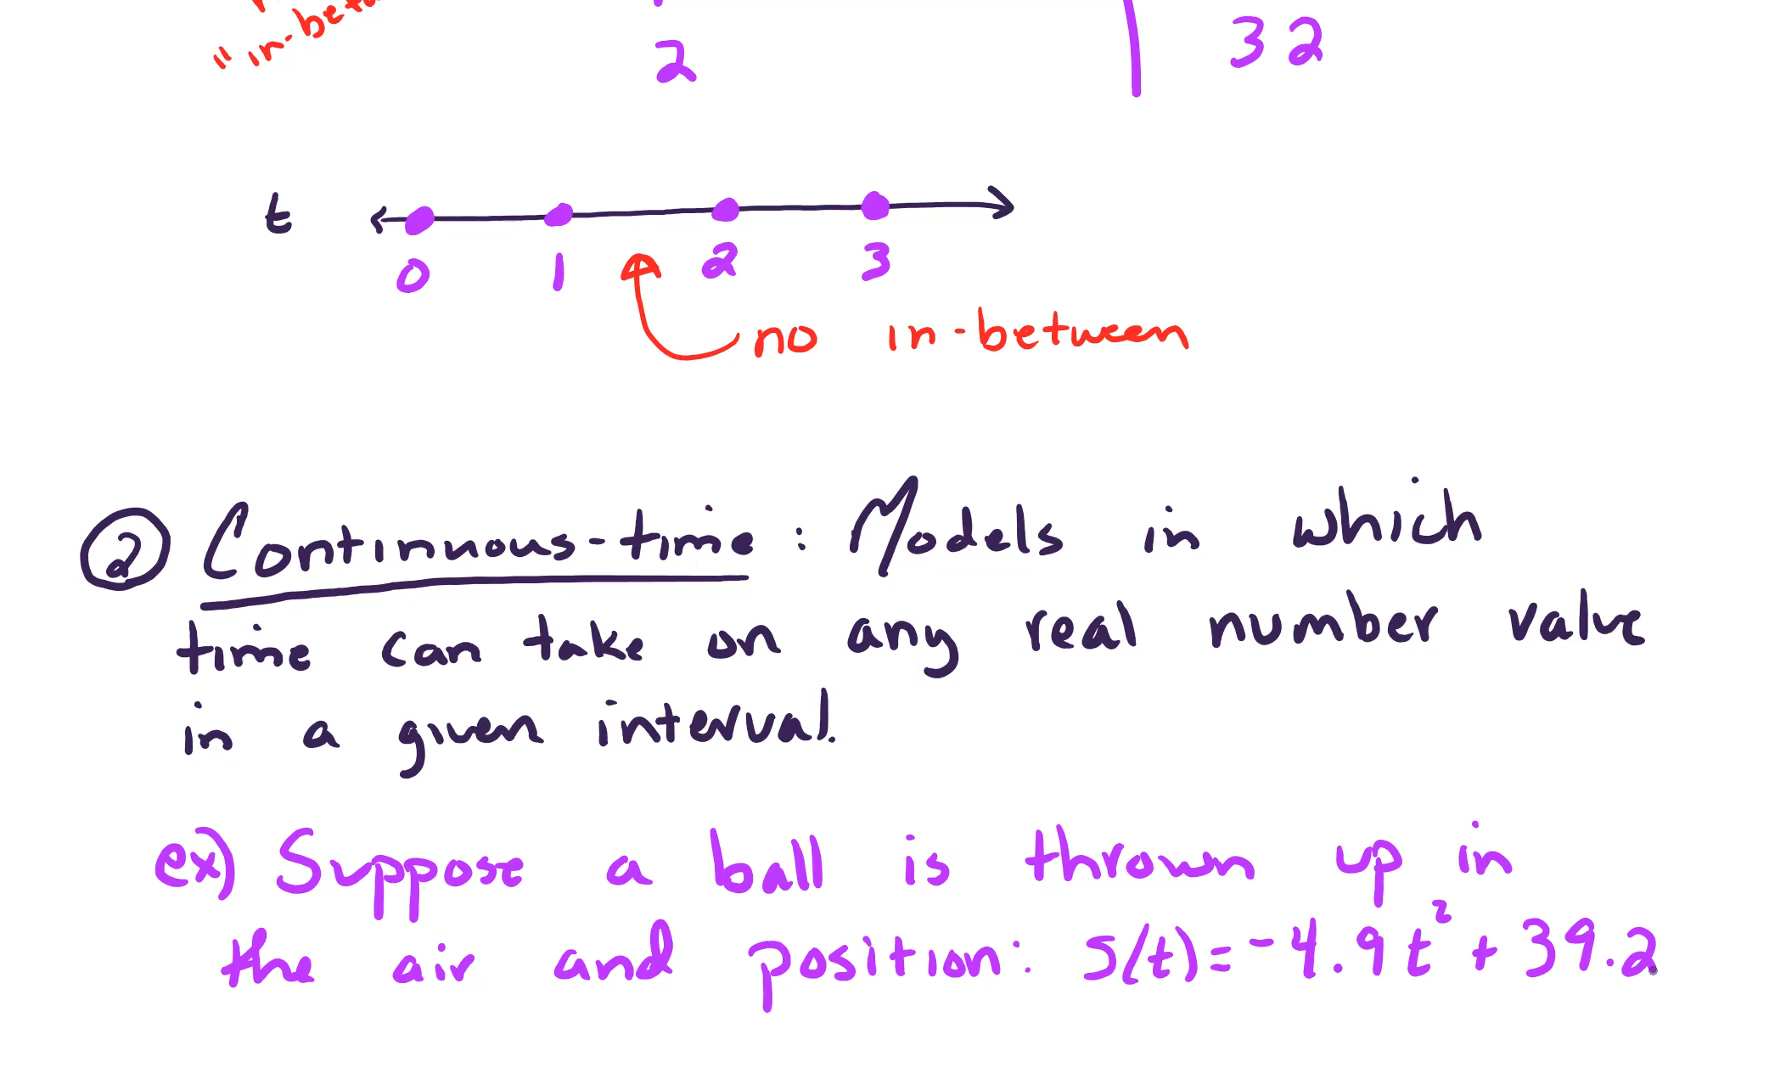 "in-betw
2 32
t
0 1 2 3
no in-between
② Continuous-time: Models in which
time can take on any real number value
in a given interval.
ex) Suppose a ball is thrown up in
the air and position: s(t)=-4.9t²+39.2